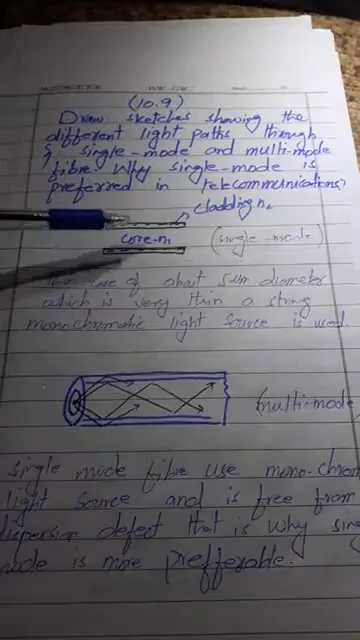 (10.9)
Draw sketches showing the
different light paths through
single-mode and multi-mode
fibre. Why single-mode is
preferred in telecommunications?
cladding n₂
core-n₁ (single-mode)
core of about 5um diameter
which is very thin a strong
monochromatic light source is used.
(multi-mode
single-mode fibre use mono-chrom
light source and is free from
dispersion defect that is why sing
mode is more prefferable.